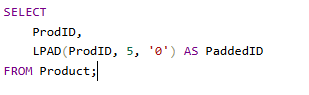 SELECT
ProdID,
LPAD(ProdID, 5, '0') AS PaddedID
FROM Product;